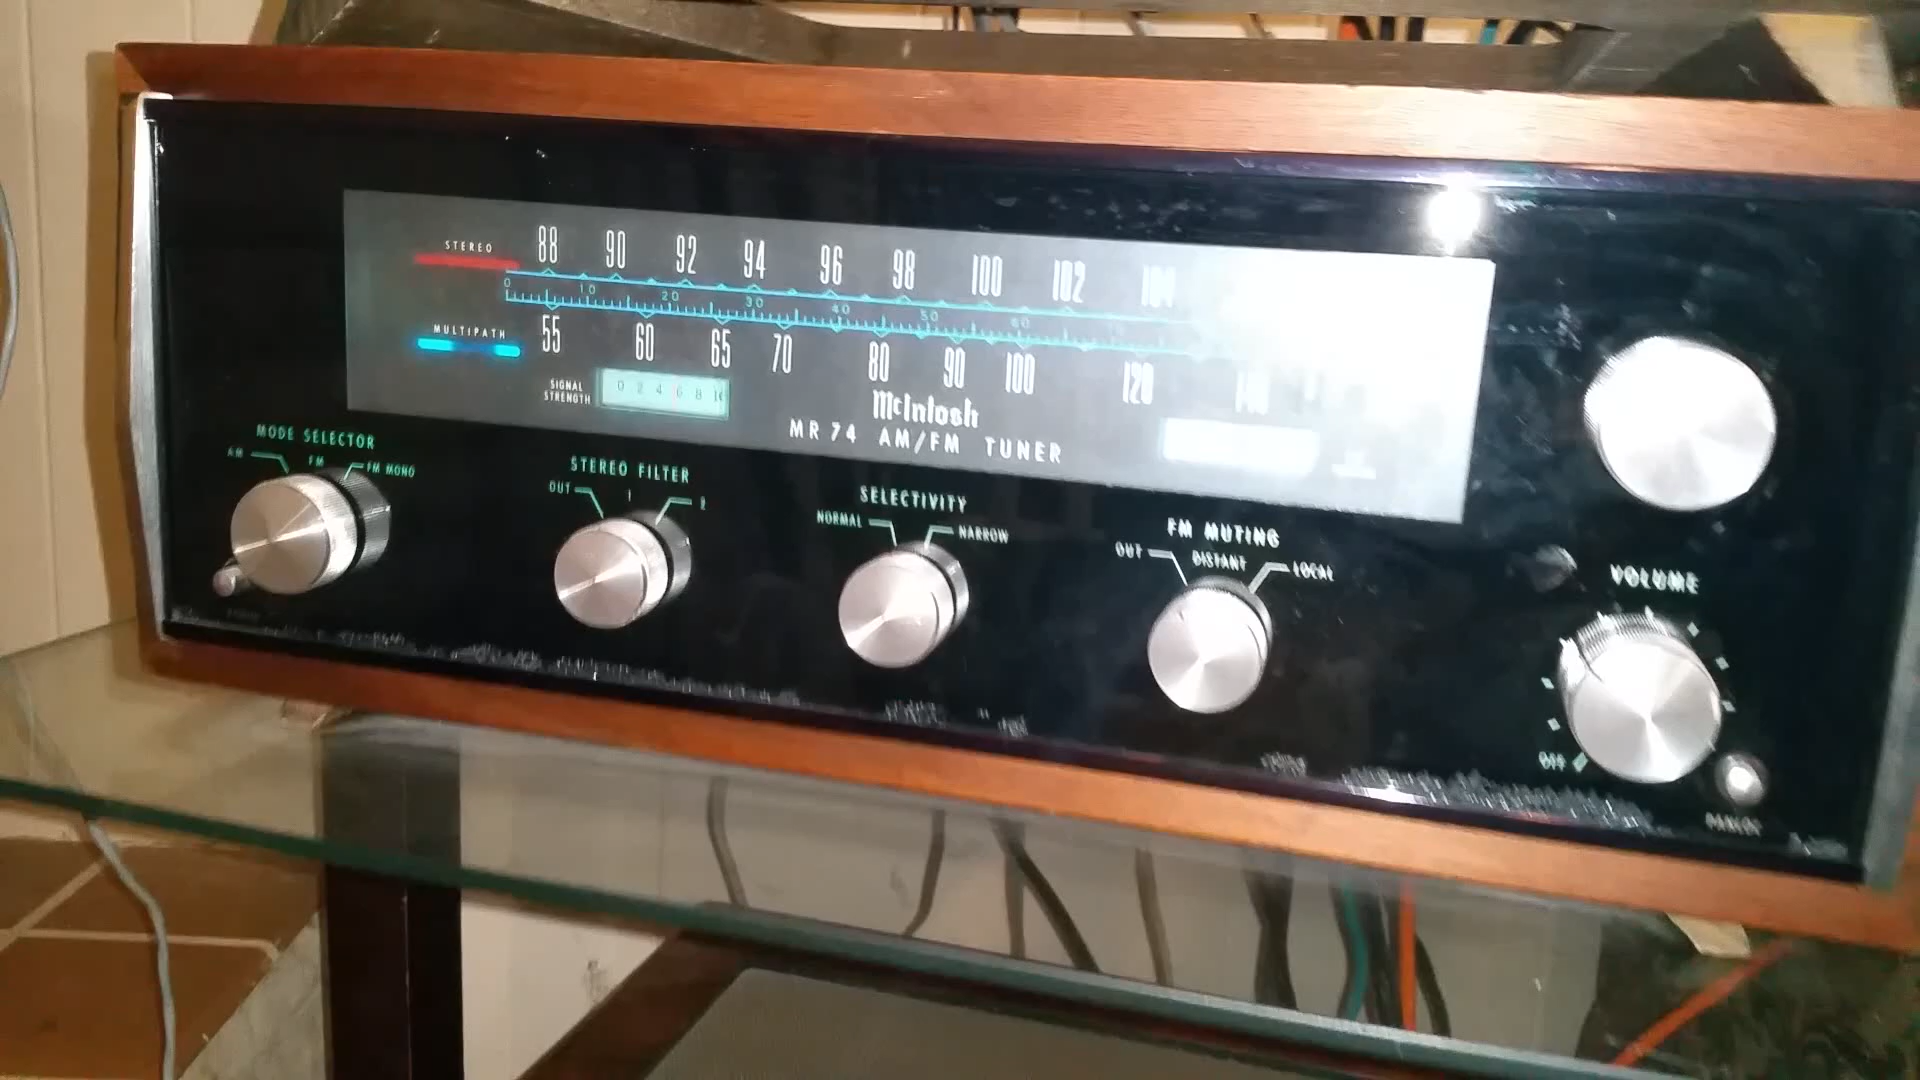 STEREO
88 90 92 94 96 98 100 102 104
0 10 20 30 40 50 60
MULTIPATH
55 60 65 70 80 90 100 120 140
SIGNAL
STRENGTH
0 2 4 6 8
McIntosh
MR 74 AM/FM TUNER
MODE SELECTOR
AM FM FM MONO
STEREO FILTER
OUT 1 2
SELECTIVITY
NORMAL NARROW
FM MUTING
OUT DISTANT LOCAL
VOLUME
OFF
PANLOC